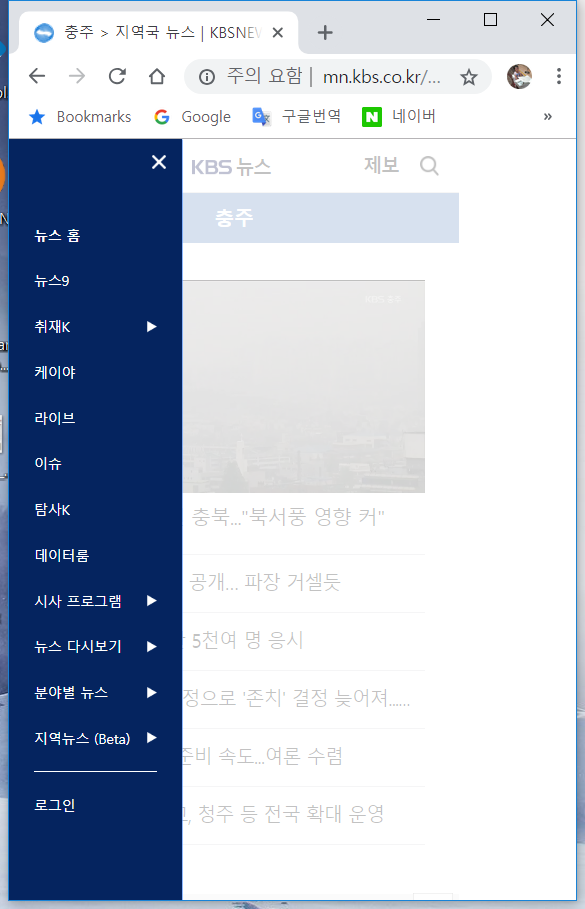 충주 > 지역국 뉴스 | KBSNEW
주의 요함 | mn.kbs.co.kr/...
Bookmarks Google 구글번역 네이버 »
KBS 뉴스 제보
충주
뉴스 홈
뉴스9
취재K
케이야
라이브
이슈
탐사K
데이터룸
시사 프로그램
뉴스 다시보기
분야별 뉴스
지역뉴스 (Beta)
로그인
충북..."북서풍 영향 커"
공개... 파장 거셀듯
5천여 명 응시
정으로 '존치' 결정 늦어져......
준비 속도...여론 수렴
청주 등 전국 확대 운영